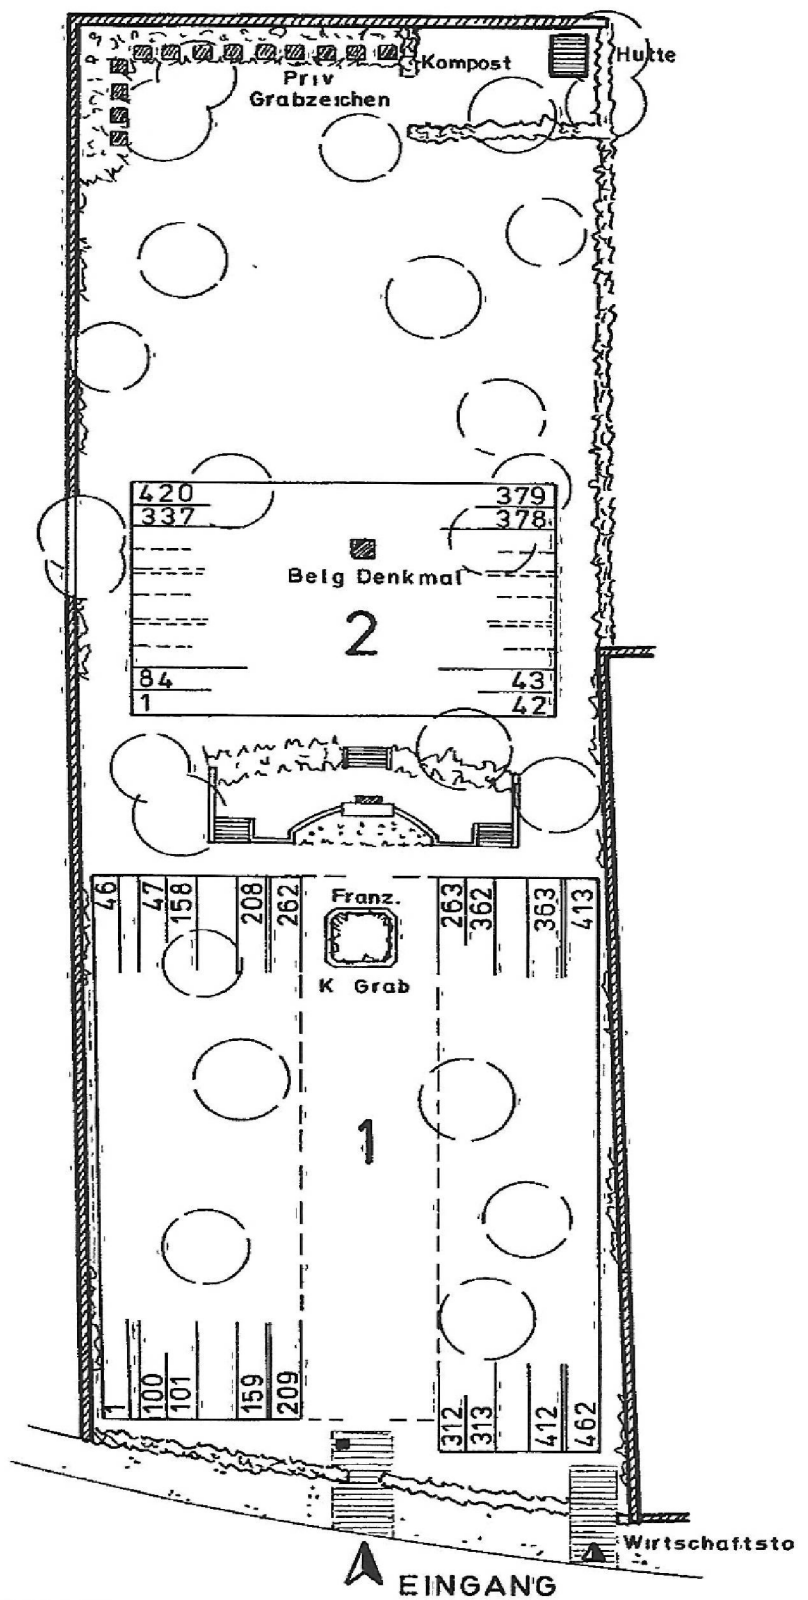 Kompost
Hütte
Priv
Grabzeichen
420 379
337 378
Belg Denkmal
2
84 43
1 42
46 47 158 208 262
263 362 363 413
Franz.
K Grab
1
1 100 101 159 209
312 313 412 462
Wirtschaftsto
EINGANG